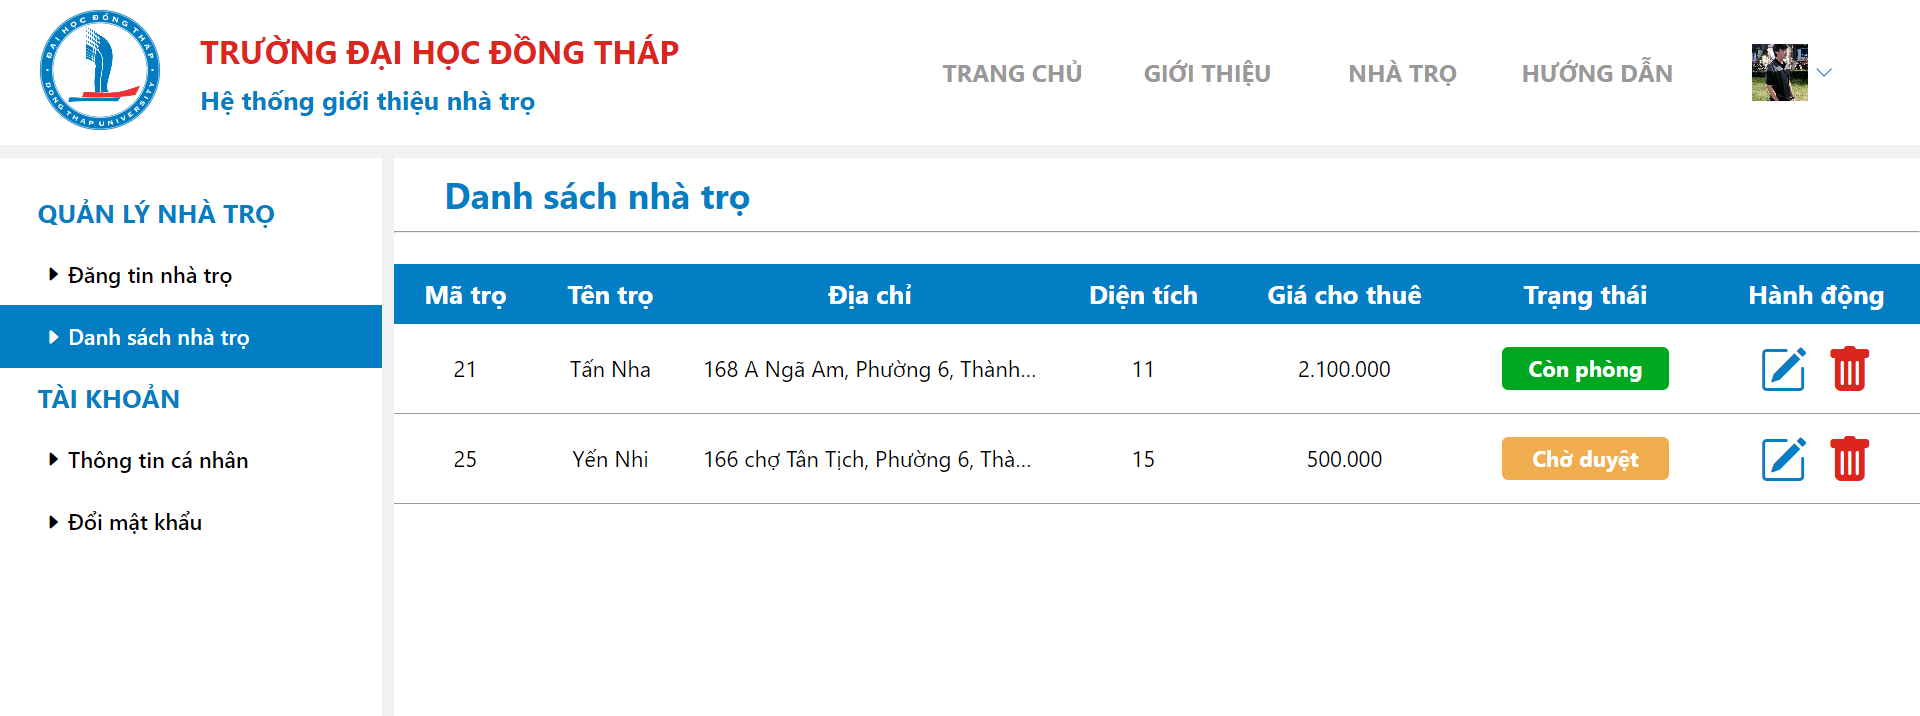 ĐẠI HỌC ĐỒNG THÁP
DONG THAP UNIVERSITY
TRƯỜNG ĐẠI HỌC ĐỒNG THÁP
Hệ thống giới thiệu nhà trọ
TRANG CHỦ GIỚI THIỆU NHÀ TRỌ HƯỚNG DẪN
QUẢN LÝ NHÀ TRỌ
Đăng tin nhà trọ
Danh sách nhà trọ
TÀI KHOẢN
Thông tin cá nhân
Đổi mật khẩu
Danh sách nhà trọ
Mã trọ Tên trọ Địa chỉ Diện tích Giá cho thuê Trạng thái Hành động
21 Tấn Nha 168 A Ngã Am, Phường 6, Thành... 11 2.100.000 Còn phòng
25 Yến Nhi 166 chợ Tân Tịch, Phường 6, Thà... 15 500.000 Chờ duyệt